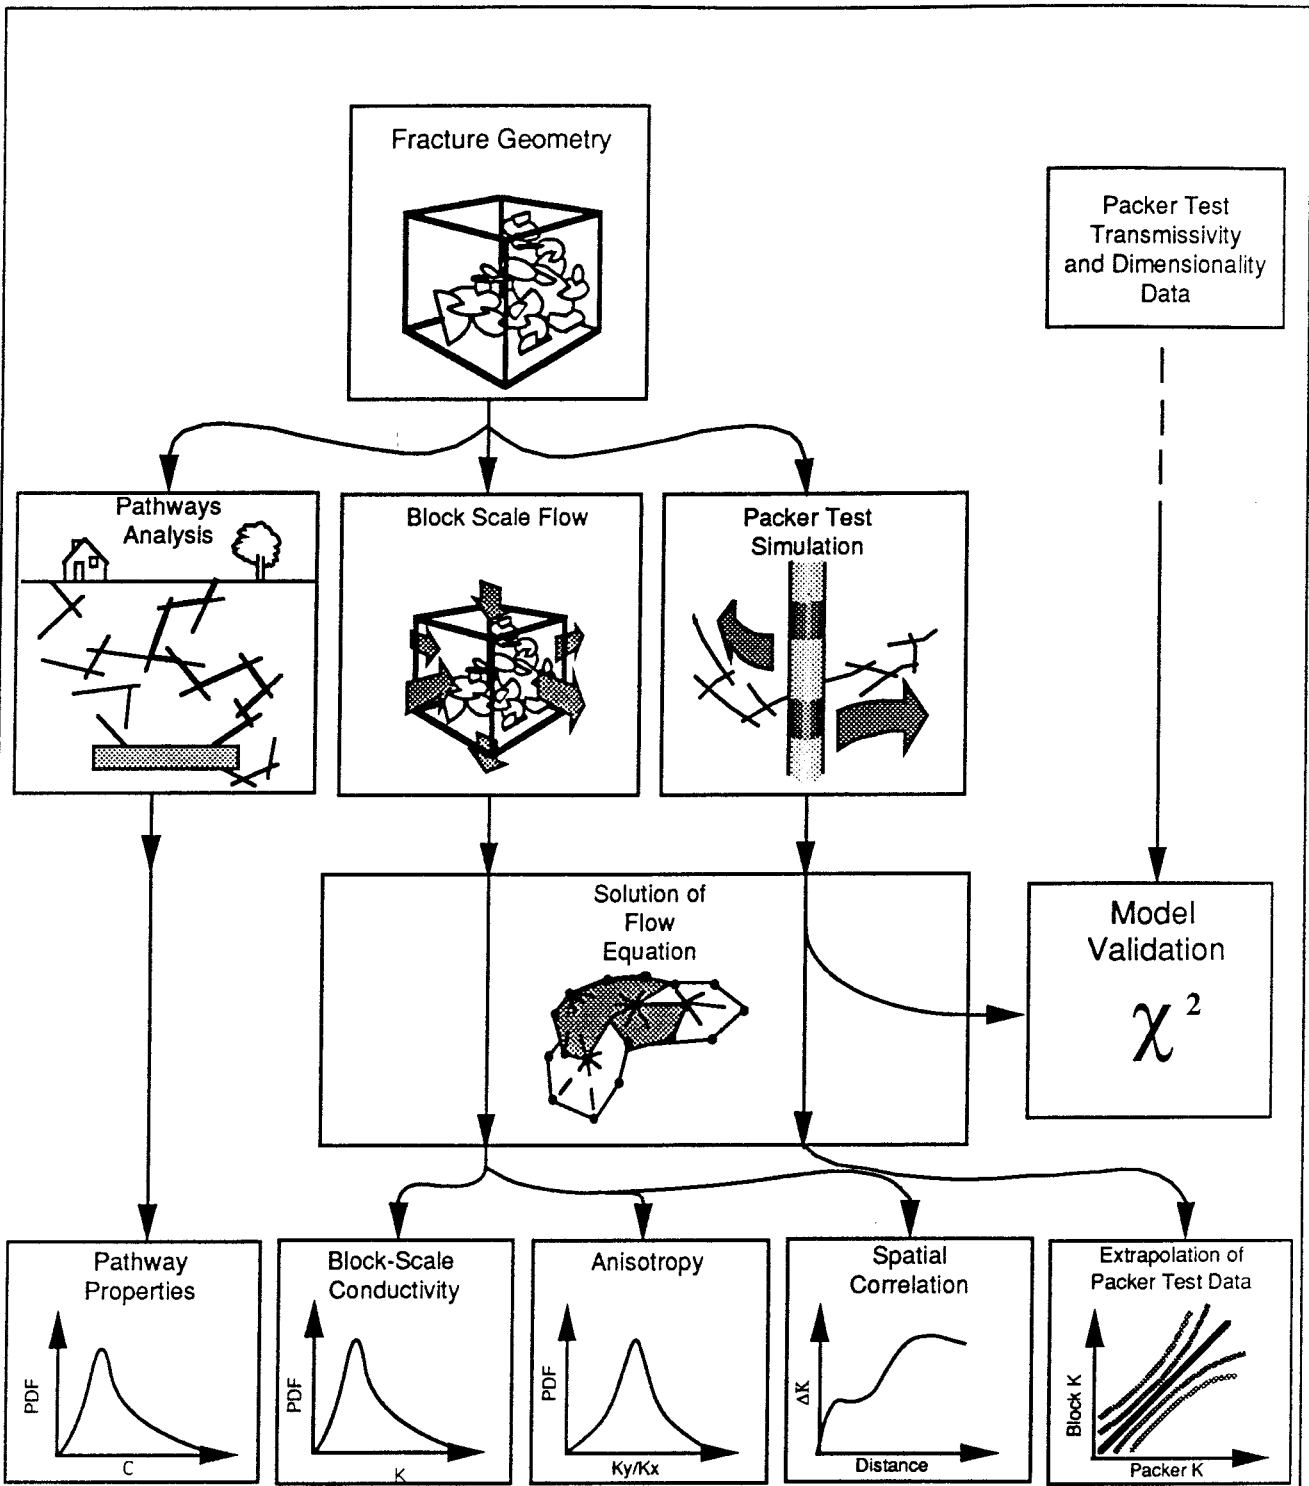 Fracture Geometry
Packer Test
Transmissivity
and Dimensionality
Data
Pathways
Analysis
Block Scale Flow
Packer Test
Simulation
Solution of
Flow
Equation
Model
Validation
χ 2
Pathway
Properties
PDF
C
Block-Scale
Conductivity
PDF
K
Anisotropy
PDF
Ky/Kx
Spatial
Correlation
ΔK
Distance
Extrapolation of
Packer Test Data
Block K
Packer K